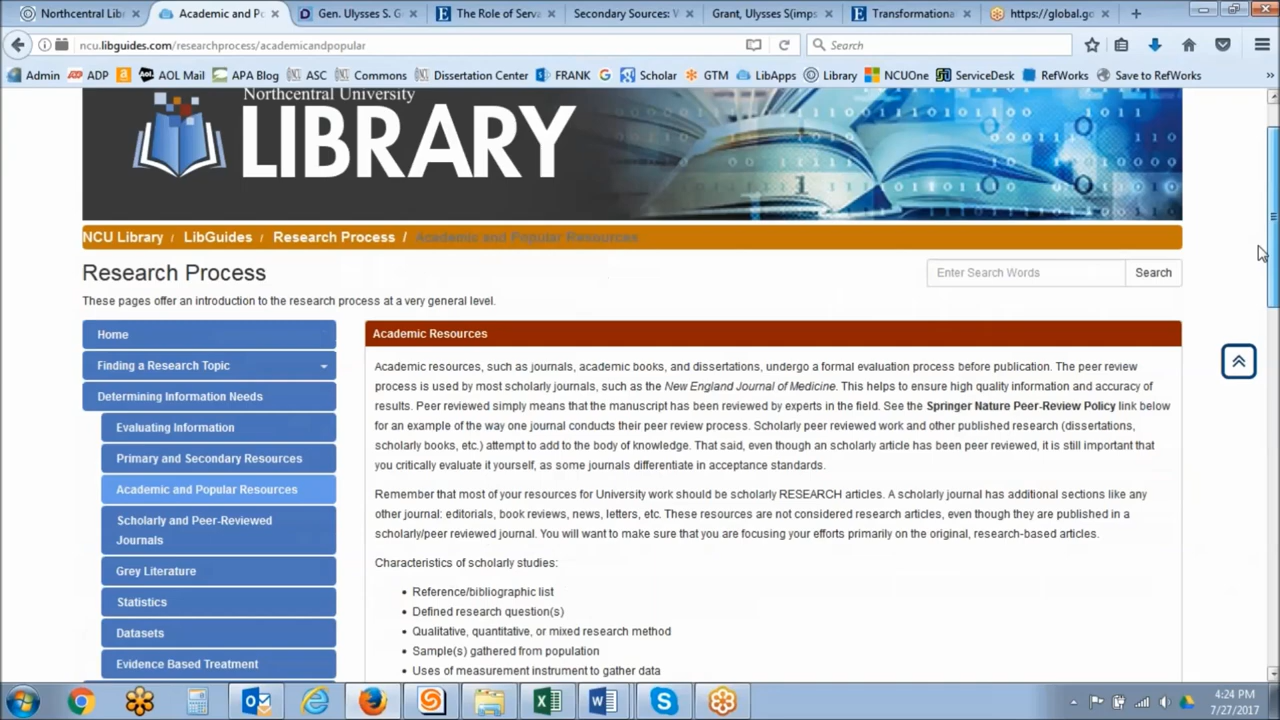 Northcentral Library
Academic and Po
Gen. Ulysses S. G
The Role of Serva
Secondary Sources: V
Grant, Ulysses S(imps
Transformationa
https://global.go
ncu.libguides.com/researchprocess/academicandpopular
Search
Admin ADP AOL Mail APA Blog ASC Commons Dissertation Center FRANK Scholar GTM LibApps Library NCUOne ServiceDesk RefWorks Save to RefWorks
Northcentral University
LIBRARY
NCU Library / LibGuides / Research Process / Academic and Popular Resources
Research Process
Enter Search Words
Search
These pages offer an introduction to the research process at a very general level.
Home
Finding a Research Topic
Determining Information Needs
Evaluating Information
Primary and Secondary Resources
Academic and Popular Resources
Scholarly and Peer-Reviewed
Journals
Grey Literature
Statistics
Datasets
Evidence Based Treatment
Academic Resources
Academic resources, such as journals, academic books, and dissertations, undergo a formal evaluation process before publication. The peer review
process is used by most scholarly journals, such as the New England Journal of Medicine. This helps to ensure high quality information and accuracy of
results. Peer reviewed simply means that the manuscript has been reviewed by experts in the field. See the Springer Nature Peer-Review Policy link below
for an example of the way one journal conducts their peer review process. Scholarly peer reviewed work and other published research (dissertations,
scholarly books, etc.) attempt to add to the body of knowledge. That said, even though an scholarly article has been peer reviewed, it is still important that
you critically evaluate it yourself, as some journals differentiate in acceptance standards.
Remember that most of your resources for University work should be scholarly RESEARCH articles. A scholarly journal has additional sections like any
other journal: editorials, book reviews, news, letters, etc. These resources are not considered research articles, even though they are published in a
scholarly/peer reviewed journal. You will want to make sure that you are focusing your efforts primarily on the original, research-based articles.
Characteristics of scholarly studies:
• Reference/bibliographic list
• Defined research question(s)
• Qualitative, quantitative, or mixed research method
• Sample(s) gathered from population
• Uses of measurement instrument to gather data
4:24 PM
7/27/2017